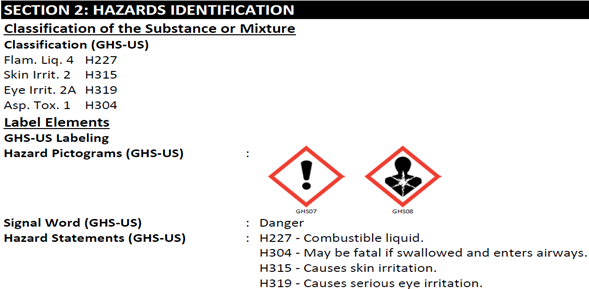 SECTION 2: HAZARDS IDENTIFICATION
Classification of the Substance or Mixture
Classification (GHS-US)
Flam. Liq. 4 H227
Skin Irrit. 2 H315
Eye Irrit. 2A H319
Asp. Tox. 1 H304
Label Elements
GHS-US Labeling
Hazard Pictograms (GHS-US) :
GHS07 GHS08
Signal Word (GHS-US) : Danger
Hazard Statements (GHS-US) : H227 - Combustible liquid.
H304 - May be fatal if swallowed and enters airways.
H315 - Causes skin irritation.
H319 - Causes serious eye irritation.